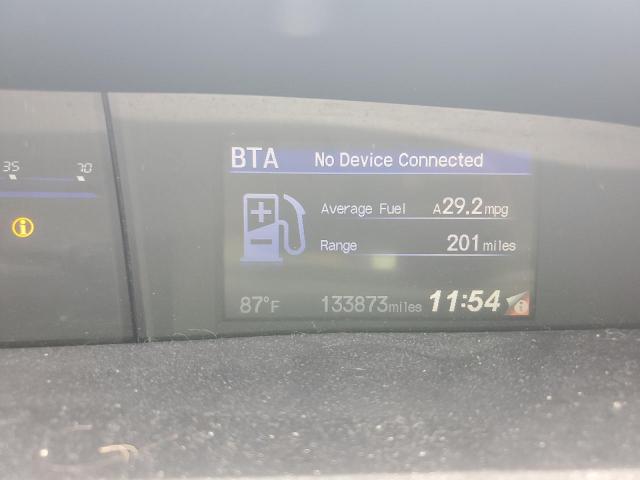 BTA No Device Connected
35 70
Average Fuel A29.2mpg
Range 201miles
87°F 133873miles 11:54